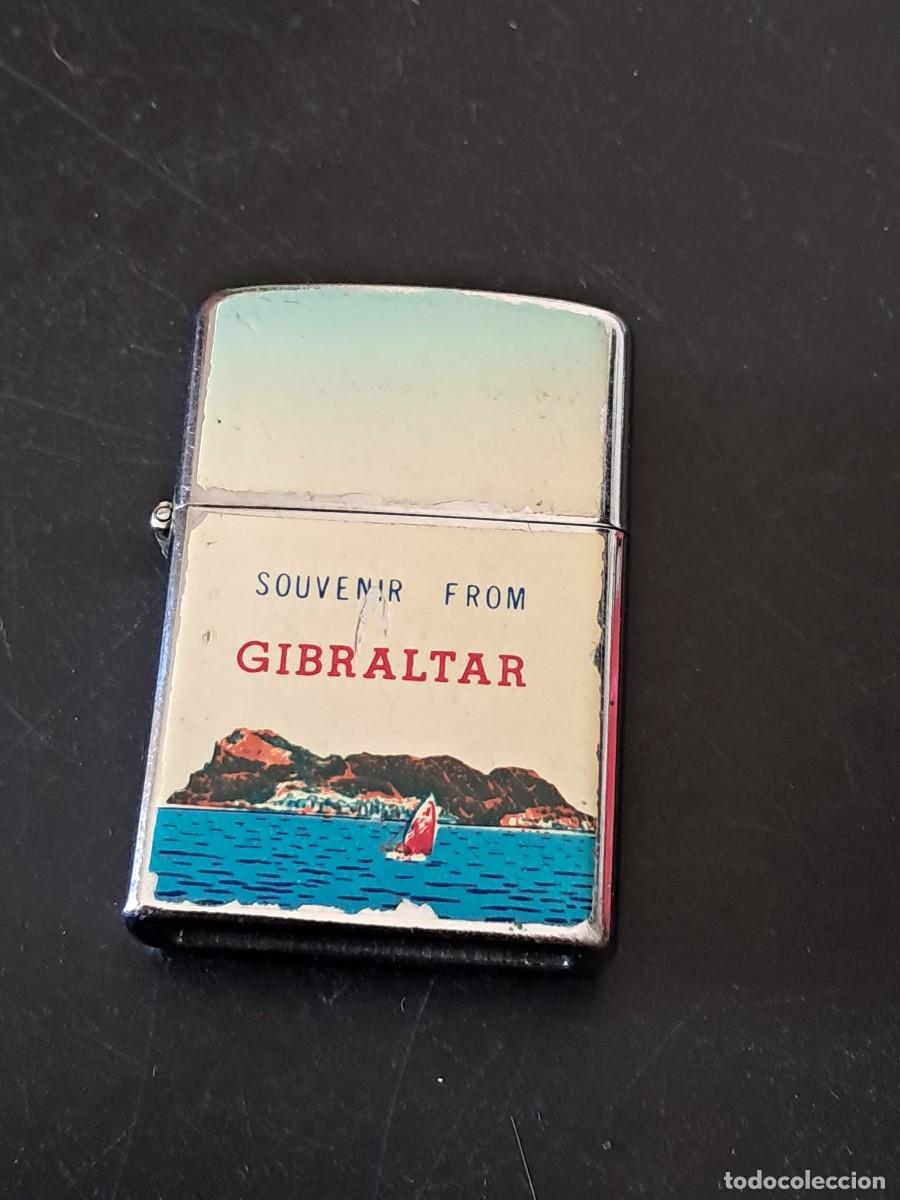 SOUVENIR FROM
GIBRALTAR
todocoleccion